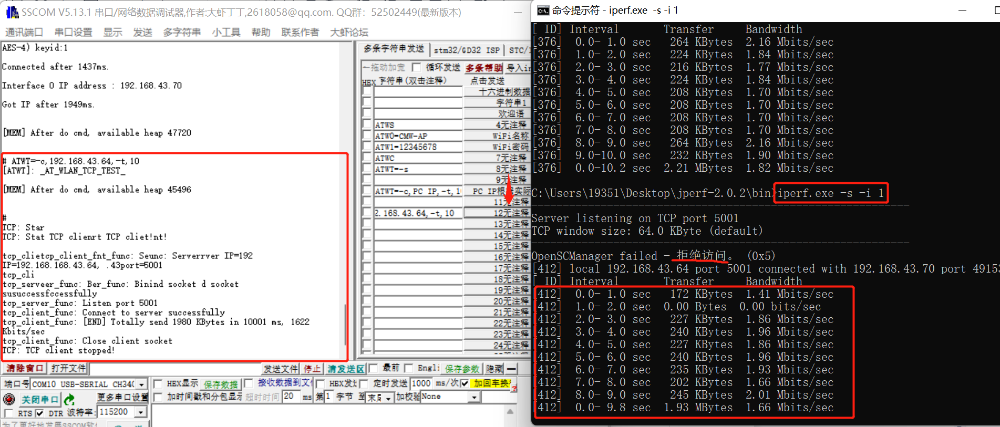 SSCOM V5.13.1 串口/网络数据调试器,作者:大虾丁丁,2618058@qq.com. QQ群: 52502449(最新版本)
通讯端口 串口设置 显示 发送 多字符串 小工具 帮助 联系作者 大虾论坛
AES-4) keyid:1
Connected after 1437ms.
Interface 0 IP address : 192.168.43.70
Got IP after 1949ms.
[MEM] After do cmd, available heap 47720
# ATWT=-c,192.168.43.64,-t,10
[ATWT]: _AT_WLAN_TCP_TEST_
[MEM] After do cmd, available heap 45496
#
TCP: Star
TCP: Stat TCP clienrt TCP cliet!nt!
tcp_clietcp_client_fnt_func: Seunc: Serverrver IP=192
IP=192.168.168.43.64, .43port=5001
tcp_cli
tcp_serveer_func: Ber_func: Binind socket d socket
susuccessfccessfully
tcp_server_func: Listen port 5001
tcp_client_func: Connect to server successfully
tcp_client_func: [END] Totally send 1980 KBytes in 10001 ms, 1622
Kbits/sec
tcp_client_func: Close client socket
TCP: TCP client stopped!
多条字符串发送 stm32/GD32 ISP STC/
拖动加宽 循环发送 多条帮助 导入in
HEX 字符串(双击注释) 点击发送
十六进制数据
字符串1
欢迎语
ATWS 4无注释
ATW0=CMW-AP WiFi名称
ATW1=12345678 WiFi密码
ATWC 7无注释
ATWT=-s 8无注释
9无注释
ATWT=-c,PC IP,-t,1 PC IP根据实际
11无注释
2.168.43.64,-t,10 12无注释
13无注释
14无注释
15无注释
16无注释
17无注释
18无注释
19无注释
20无注释
21无注释
22无注释
23无注释
24无注释
清除窗口 打开文件 发送文件 停止 清发送区 最前 Engli 保存参数 隐藏
端口号 COM10 USB-SERIAL CH340 HEX显示 保存数据 接收数据到文件 HEX发送 定时发送 1000 ms/次 加回车换行 ?
关闭串口 更多串口设置 加时间戳和分包显示 超时时间 20 ms 第1 字节 至 末尾 加校验 None
RTS DTR 波特率: 115200
为了更好地发展SSCOM软件
命令提示符 - iperf.exe  -s -i 1
[ ID] Interval Transfer Bandwidth
[376] 0.0- 1.0 sec 264 KBytes 2.16 Mbits/sec
[376] 1.0- 2.0 sec 224 KBytes 1.84 Mbits/sec
[376] 2.0- 3.0 sec 216 KBytes 1.77 Mbits/sec
[376] 3.0- 4.0 sec 224 KBytes 1.84 Mbits/sec
[376] 4.0- 5.0 sec 208 KBytes 1.70 Mbits/sec
[376] 5.0- 6.0 sec 208 KBytes 1.70 Mbits/sec
[376] 6.0- 7.0 sec 208 KBytes 1.70 Mbits/sec
[376] 7.0- 8.0 sec 208 KBytes 1.70 Mbits/sec
[376] 8.0- 9.0 sec 264 KBytes 2.16 Mbits/sec
[376] 9.0-10.0 sec 232 KBytes 1.90 Mbits/sec
[376] 0.0-10.2 sec 2.21 MBytes 1.82 Mbits/sec
C:\Users\19351\Desktop\jperf-2.0.2\bin>iperf.exe -s -i 1
------------------------------------------------------------
Server listening on TCP port 5001
TCP window size: 64.0 KByte (default)
------------------------------------------------------------
OpenSCManager failed - 拒绝访问。 (0x5)
[412] local 192.168.43.64 port 5001 connected with 192.168.43.70 port 49153
[ ID] Interval Transfer Bandwidth
[412] 0.0- 1.0 sec 172 KBytes 1.41 Mbits/sec
[412] 1.0- 2.0 sec 0.00 Bytes 0.00 bits/sec
[412] 2.0- 3.0 sec 227 KBytes 1.86 Mbits/sec
[412] 3.0- 4.0 sec 240 KBytes 1.96 Mbits/sec
[412] 4.0- 5.0 sec 227 KBytes 1.86 Mbits/sec
[412] 5.0- 6.0 sec 240 KBytes 1.96 Mbits/sec
[412] 6.0- 7.0 sec 235 KBytes 1.93 Mbits/sec
[412] 7.0- 8.0 sec 202 KBytes 1.66 Mbits/sec
[412] 8.0- 9.0 sec 245 KBytes 2.01 Mbits/sec
[412] 0.0- 9.8 sec 1.93 MBytes 1.66 Mbits/sec